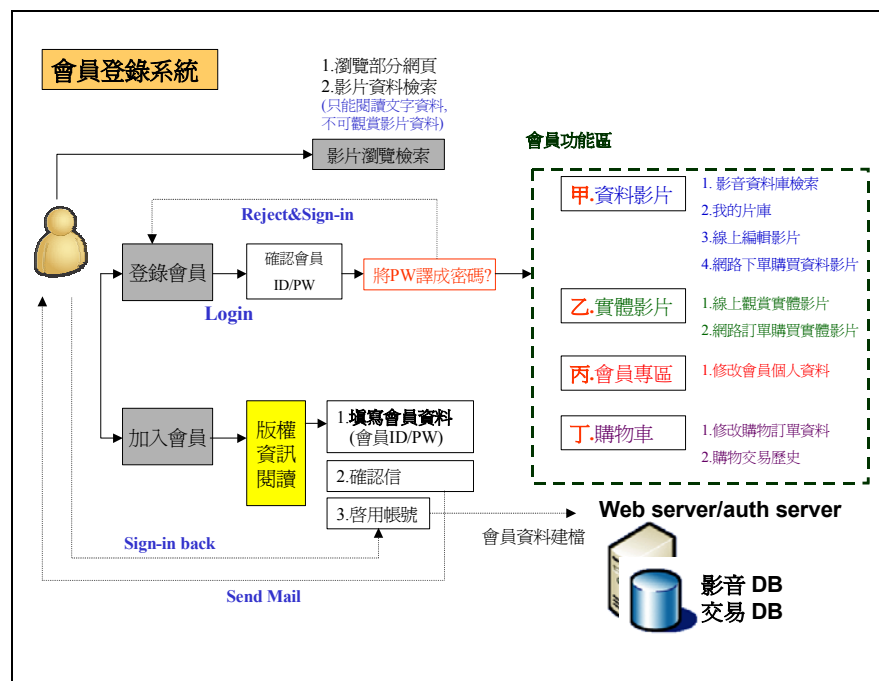 會員登錄系統
1.瀏覽部分網頁
2.影片資料檢索
(只能閱讀文字資料,
不可觀賞影片資料)
影片瀏覽檢索
Reject&Sign-in
登錄會員
Login
確認會員
ID/PW
將PW譯成密碼?
會員功能區
甲.資料影片
1. 影音資料庫檢索
2.我的片庫
3.線上編輯影片
4.網路下單購買資料影片
乙.實體影片
1.線上觀賞實體影片
2.網路訂單購買實體影片
丙.會員專區
1.修改會員個人資料
丁.購物車
1.修改購物訂單資料
2.購物交易歷史
加入會員
版權
資訊
閱讀
1.填寫會員資料
(會員ID/PW)
2.確認信
3.啓用帳號
Sign-in back
Send Mail
會員資料建檔
Web server/auth server
影音 DB
交易 DB